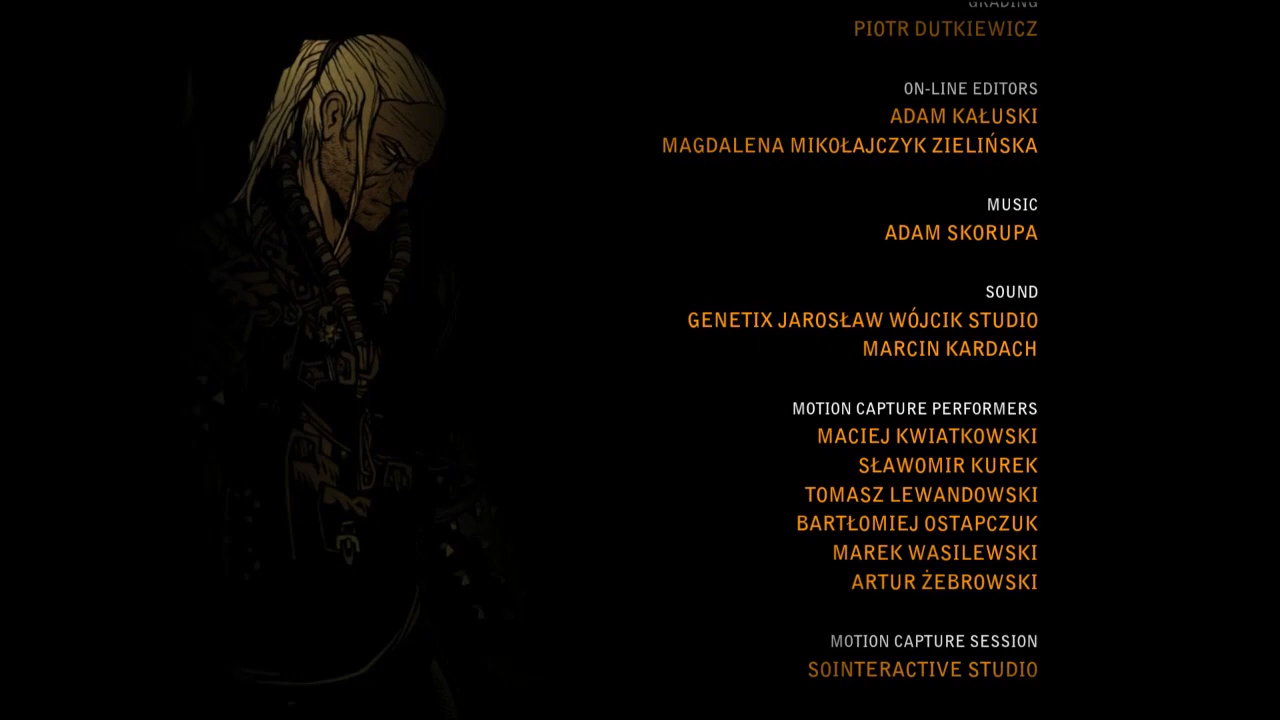 GRADING
PIOTR DUTKIEWICZ
ON-LINE EDITORS
ADAM KAŁUSKI
MAGDALENA MIKOŁAJCZYK ZIELIŃSKA
MUSIC
ADAM SKORUPA
SOUND
GENETIX JAROSŁAW WÓJCIK STUDIO
MARCIN KARDACH
MOTION CAPTURE PERFORMERS
MACIEJ KWIATKOWSKI
SŁAWOMIR KUREK
TOMASZ LEWANDOWSKI
BARTŁOMIEJ OSTAPCZUK
MAREK WASILEWSKI
ARTUR ŻEBROWSKI
MOTION CAPTURE SESSION
SOINTERACTIVE STUDIO